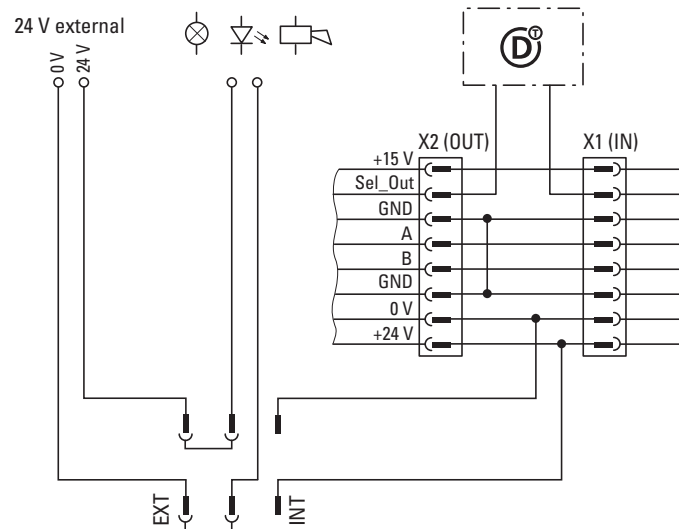 24 V external
0 V
24 V
D
T
X2 (OUT)
X1 (IN)
+15 V
Sel_Out
GND
A
B
GND
0 V
+24 V
EXT
INT